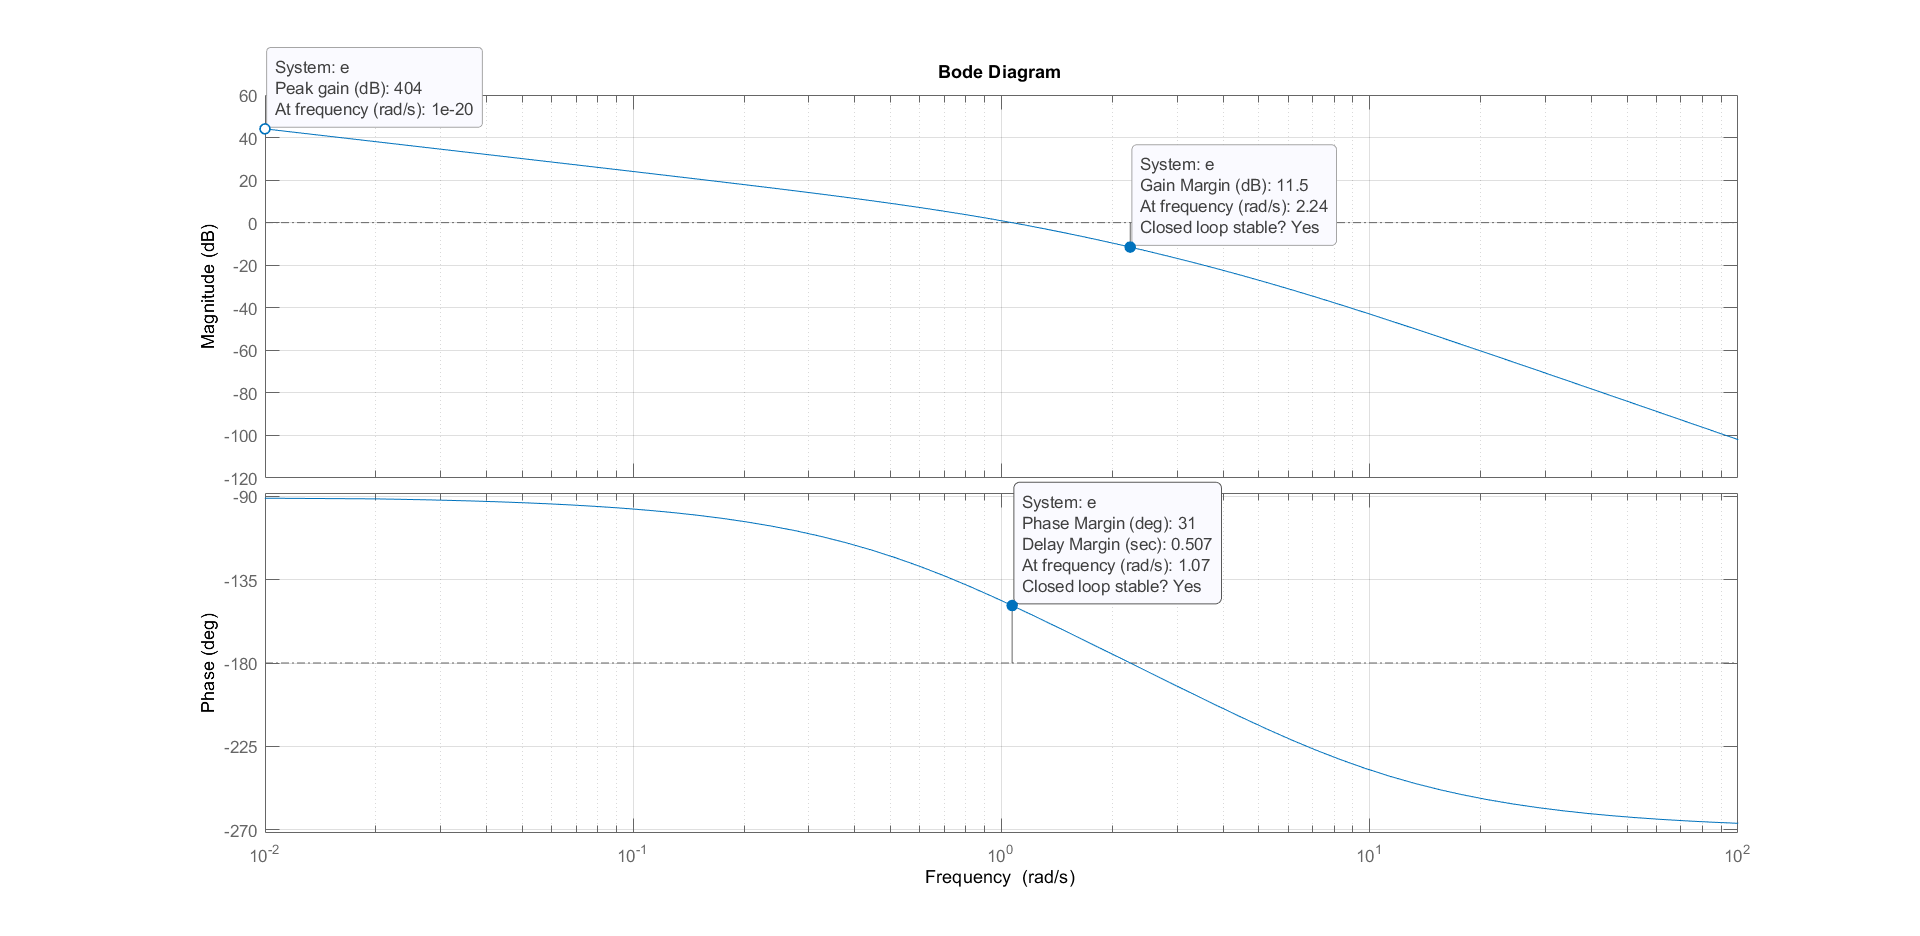 Bode Diagram
System: e
Peak gain (dB): 404
At frequency (rad/s): 1e-20
System: e
Gain Margin (dB): 11.5
At frequency (rad/s): 2.24
Closed loop stable? Yes
Magnitude (dB)
60
40
20
0
-20
-40
-60
-80
-100
-120
System: e
Phase Margin (deg): 31
Delay Margin (sec): 0.507
At frequency (rad/s): 1.07
Closed loop stable? Yes
Phase (deg)
-90
-135
-180
-225
-270
10^-2 10^-1 10^0 10^1 10^2
Frequency (rad/s)